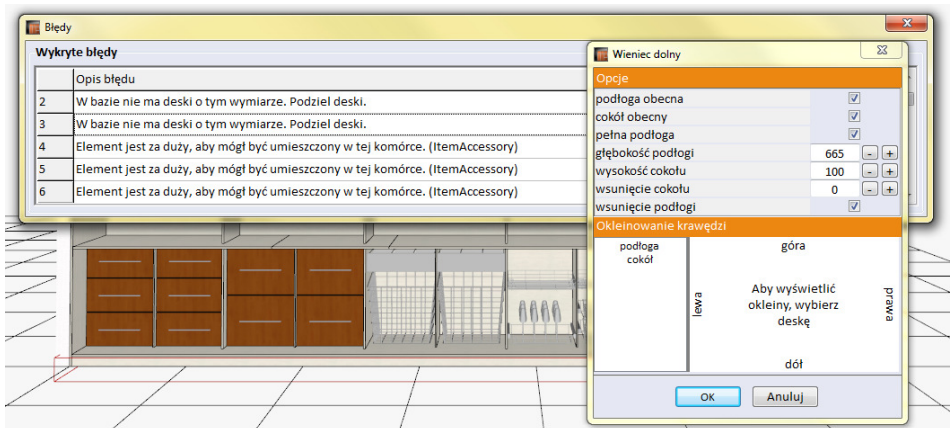 Błędy
Wykryte błędy
Opis błędu
2 W bazie nie ma deski o tym wymiarze. Podziel deski.
3 W bazie nie ma deski o tym wymiarze. Podziel deski.
4 Element jest za duży, aby mógł być umieszczony w tej komórce. (ItemAccessory)
5 Element jest za duży, aby mógł być umieszczony w tej komórce. (ItemAccessory)
6 Element jest za duży, aby mógł być umieszczony w tej komórce. (ItemAccessory)
Wieniec dolny
Opcje
podłoga obecna
cokół obecny
pełna podłoga
głębokość podłogi 665 - +
wysokość cokołu 100 - +
wsunięcie cokołu 0 - +
wsunięcie podłogi
Okleinowanie krawędzi
podłoga
cokół
góra
lewa
Aby wyświetlić
okleiny, wybierz
deskę
prawa
dół
OK Anuluj